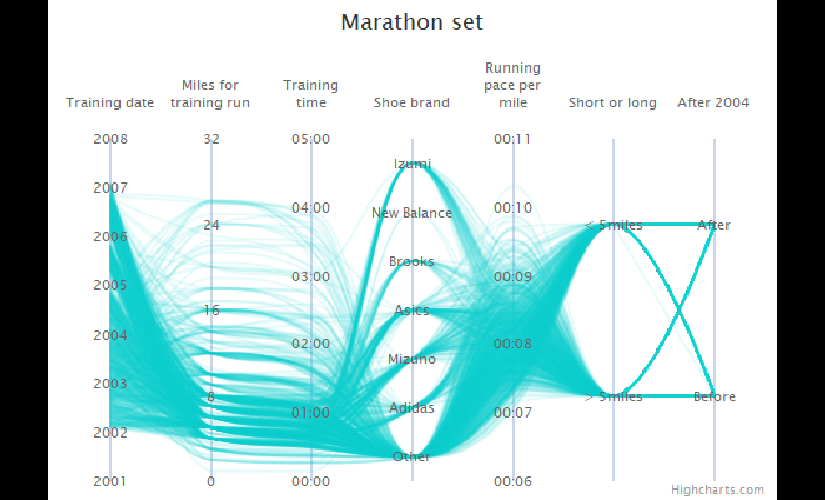 Marathon set
Training date
Miles for
training run
Training
time
Shoe brand
Running
pace per
mile
Short or long
After 2004
2008
2007
2006
2005
2004
2003
2002
2001
32
24
16
8
0
05:00
04:00
03:00
02:00
01:00
00:00
Izumi
New Balance
Brooks
Asics
Mizuno
Adidas
Other
00:11
00:10
00:09
00:08
00:07
00:06
< 5miles
> 5miles
After
Before
Highcharts.com